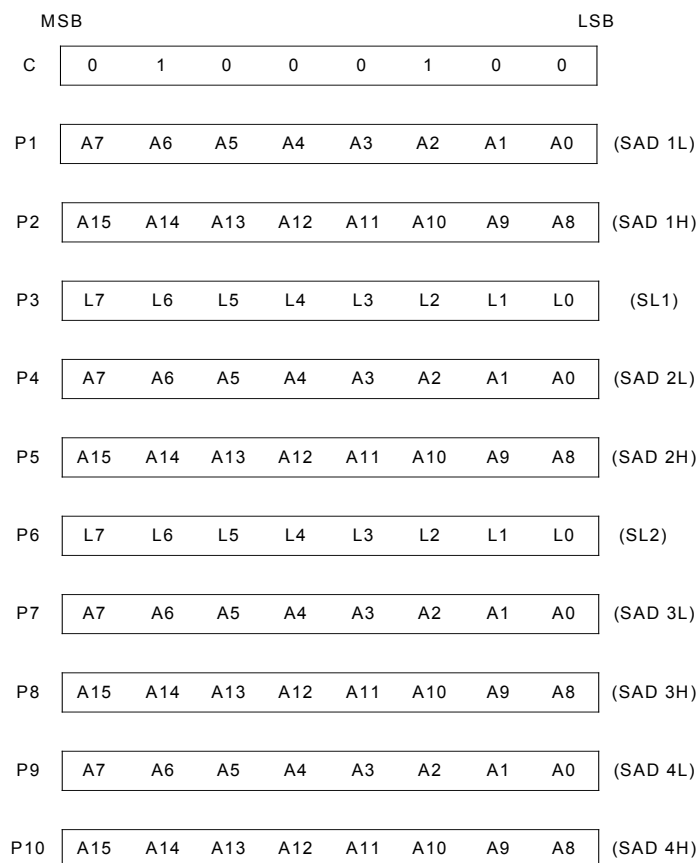 MSB LSB
C 0 1 0 0 0 1 0 0
P1 A7 A6 A5 A4 A3 A2 A1 A0 (SAD 1L)
P2 A15 A14 A13 A12 A11 A10 A9 A8 (SAD 1H)
P3 L7 L6 L5 L4 L3 L2 L1 L0 (SL1)
P4 A7 A6 A5 A4 A3 A2 A1 A0 (SAD 2L)
P5 A15 A14 A13 A12 A11 A10 A9 A8 (SAD 2H)
P6 L7 L6 L5 L4 L3 L2 L1 L0 (SL2)
P7 A7 A6 A5 A4 A3 A2 A1 A0 (SAD 3L)
P8 A15 A14 A13 A12 A11 A10 A9 A8 (SAD 3H)
P9 A7 A6 A5 A4 A3 A2 A1 A0 (SAD 4L)
P10 A15 A14 A13 A12 A11 A10 A9 A8 (SAD 4H)